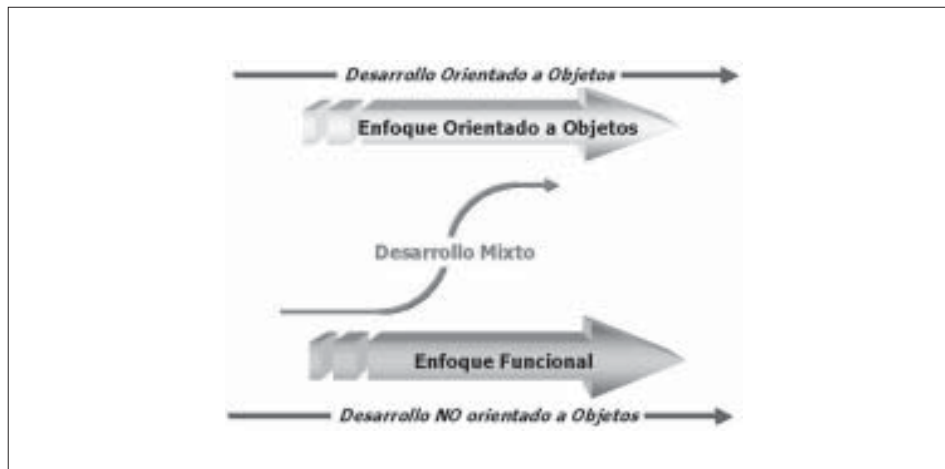 Desarrollo Orientado a Objetos
Enfoque Orientado a Objetos
Desarrollo Mixto
Enfoque Funcional
Desarrollo NO orientado a Objetos